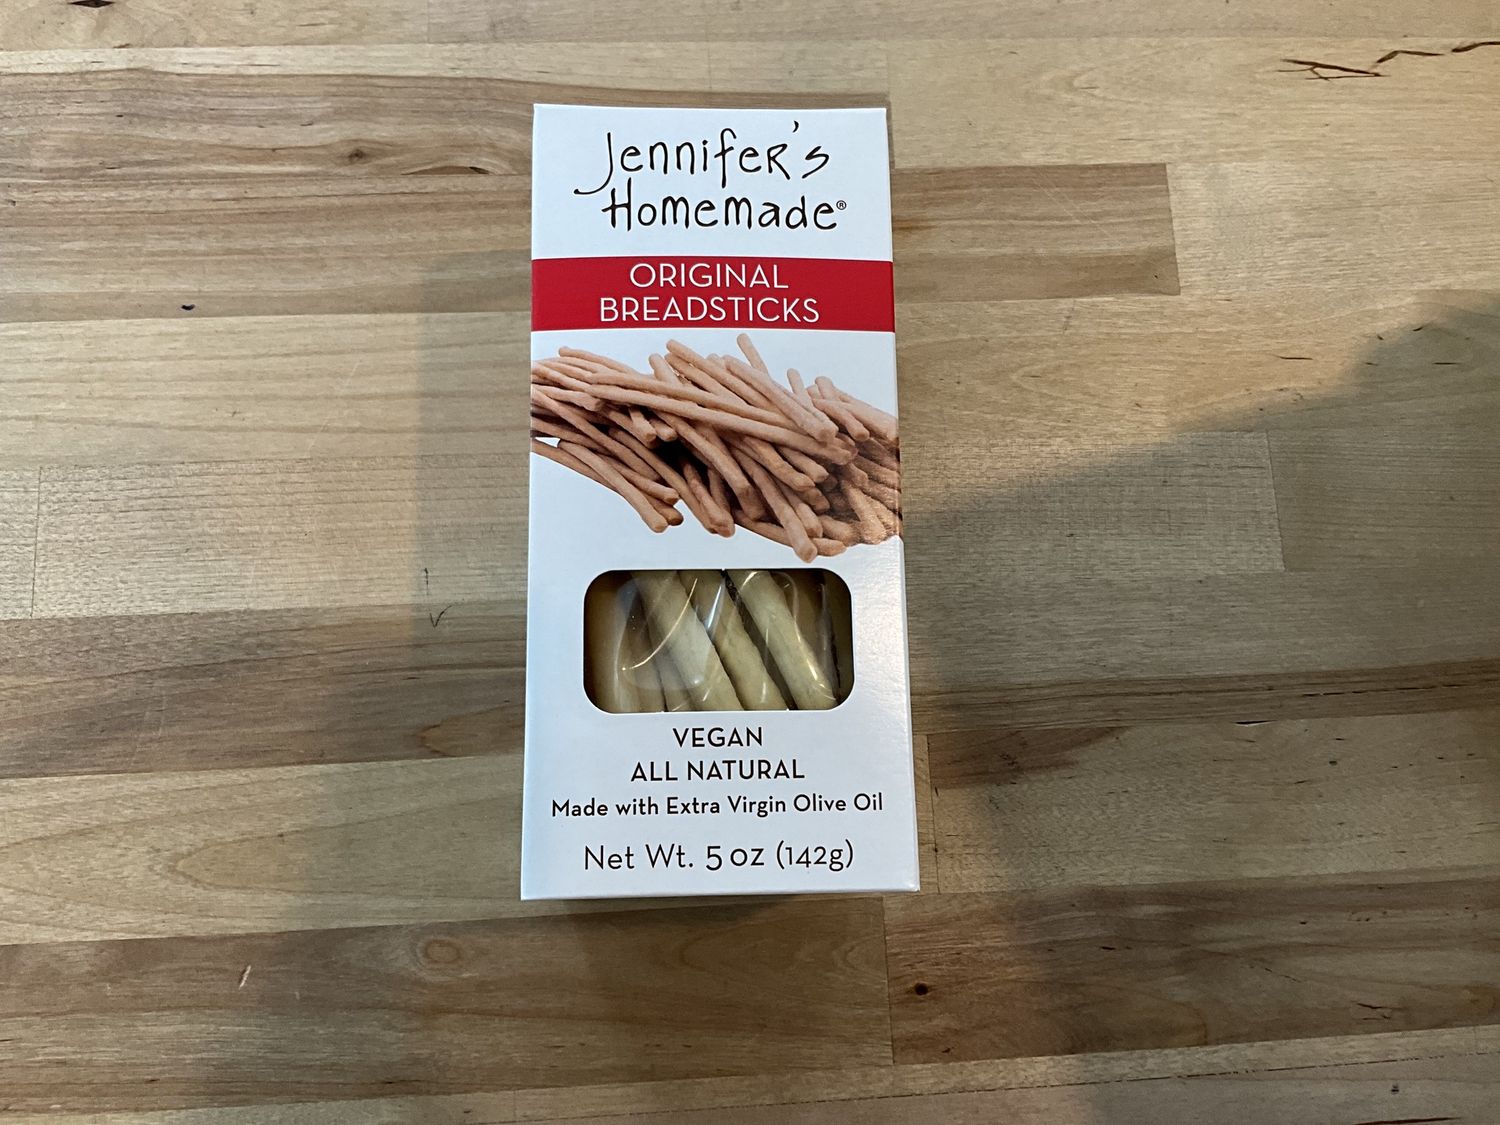 Jennifer's
Homemade®
ORIGINAL
BREADSTICKS
VEGAN
ALL NATURAL
Made with Extra Virgin Olive Oil
Net Wt. 5 oz (142g)